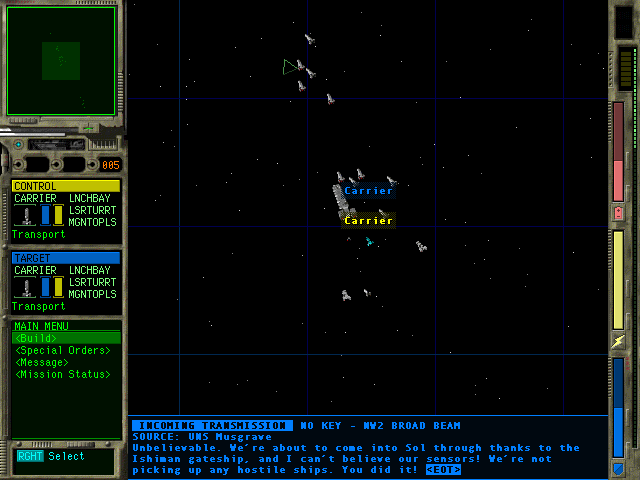 005
CONTROL
CARRIER LNCHBAY
LSRTURRT
MGNTOPLS
Transport
TARGET
CARRIER LNCHBAY
LSRTURRT
MGNTOPLS
Transport
MAIN MENU
<Build>
<Special Orders>
<Message>
<Mission Status>
RGHT Select
Carrier
Carrier
INCOMING TRANSMISSION NO KEY - NW2 BROAD BEAM
SOURCE: UNS Musgrave
Unbelievable. We're about to come into Sol through thanks to the
Ishiman gateship, and I can't believe our sensors! We're not
picking up any hostile ships. You did it! <EOT>